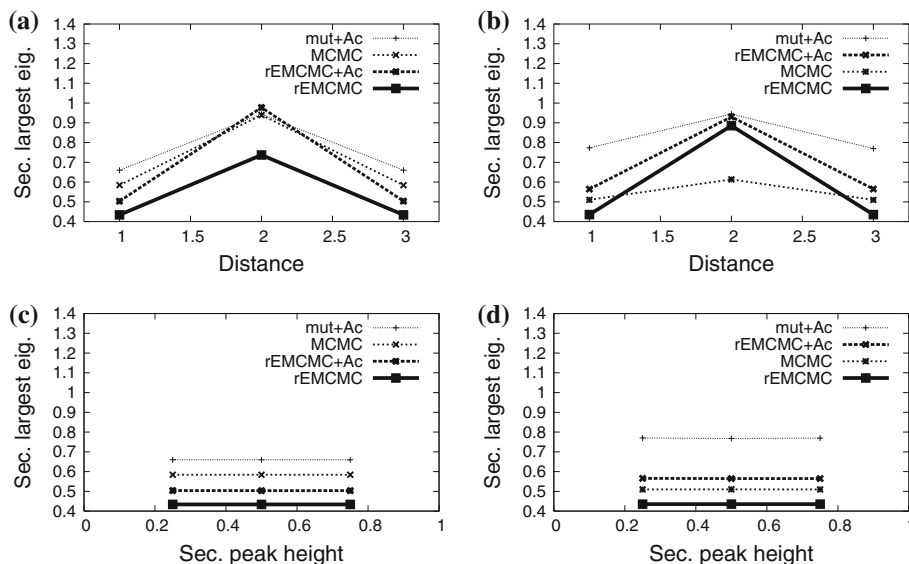 (a)
Sec. largest eig.
1.4
1.3
1.2
1.1
1
0.9
0.8
0.7
0.6
0.5
0.4
mut+Ac
MCMC
rEMCMC+Ac
rEMCMC
1 1.5 2 2.5 3
Distance
(b)
Sec. largest eig.
1.4
1.3
1.2
1.1
1
0.9
0.8
0.7
0.6
0.5
0.4
mut+Ac
rEMCMC+Ac
MCMC
rEMCMC
1 1.5 2 2.5 3
Distance
(c)
Sec. largest eig.
1.4
1.3
1.2
1.1
1
0.9
0.8
0.7
0.6
0.5
0.4
mut+Ac
MCMC
rEMCMC+Ac
rEMCMC
0 0.2 0.4 0.6 0.8 1
Sec. peak height
(d)
Sec. largest eig.
1.4
1.3
1.2
1.1
1
0.9
0.8
0.7
0.6
0.5
0.4
mut+Ac
rEMCMC+Ac
MCMC
rEMCMC
0 0.2 0.4 0.6 0.8 1
Sec. peak height